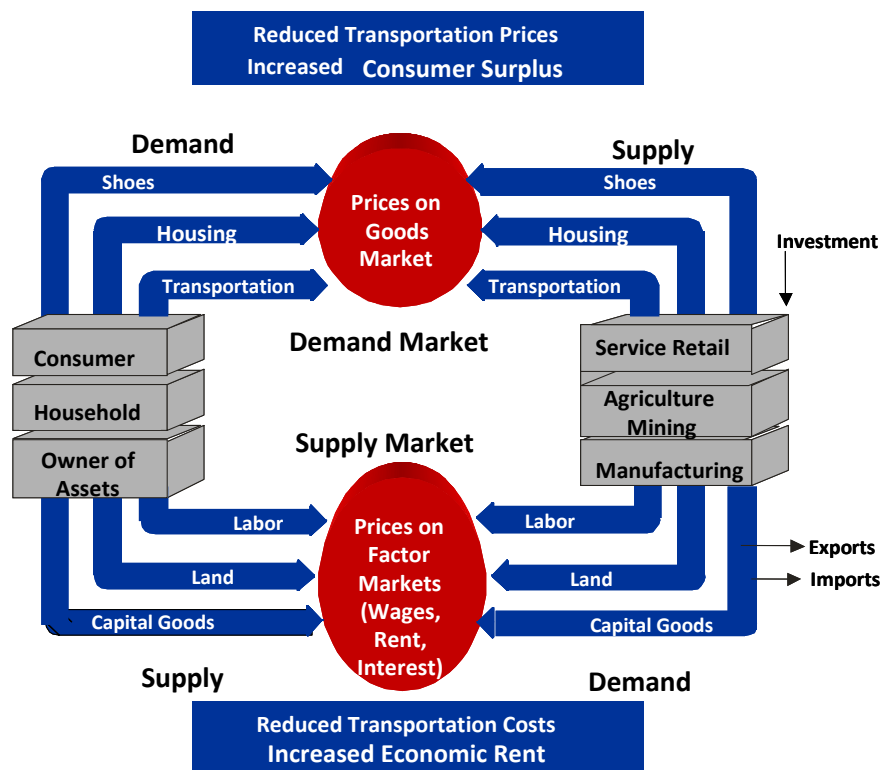 Reduced Transportation Prices
Increased Consumer Surplus
Demand
Supply
Shoes
Shoes
Prices on
Goods
Market
Housing
Housing
Investment
Transportation
Transportation
Demand Market
Consumer
Service Retail
Household
Agriculture
Mining
Supply Market
Owner of
Assets
Manufacturing
Labor
Labor
Prices on
Factor
Markets
(Wages,
Rent,
Interest)
Exports
Land
Land
Imports
Capital Goods
Capital Goods
Supply
Demand
Reduced Transportation Costs
Increased Economic Rent